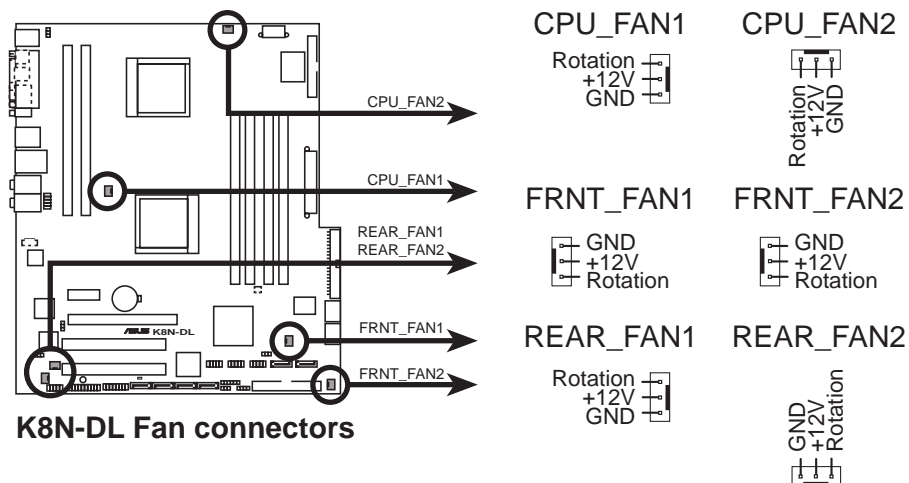 CPU_FAN1
Rotation
+12V
GND
CPU_FAN2
Rotation
+12V
GND
CPU_FAN2
CPU_FAN1
REAR_FAN1
REAR_FAN2
FRNT_FAN1
FRNT_FAN2
FRNT_FAN1
GND
+12V
Rotation
FRNT_FAN2
GND
+12V
Rotation
REAR_FAN1
Rotation
+12V
GND
REAR_FAN2
GND
+12V
Rotation
ASUS K8N-DL
K8N-DL Fan connectors